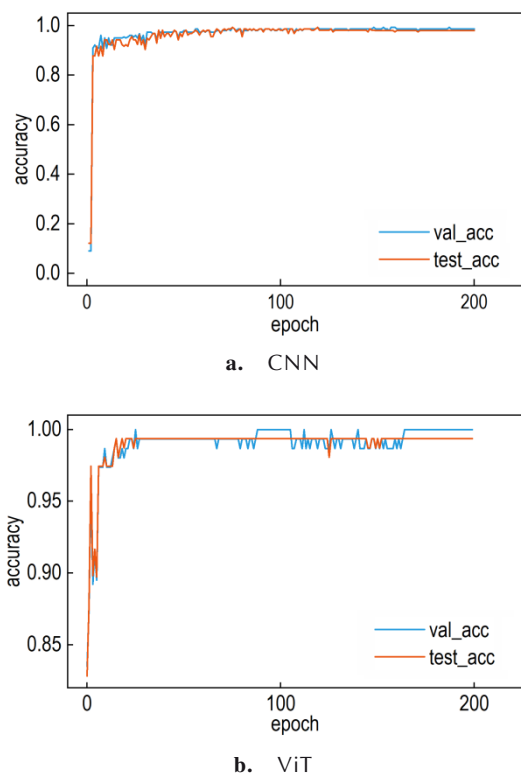 1.0
0.8
0.6
0.4
0.2
0.0
accuracy
val_acc
test_acc
0 100 200
epoch
a. CNN
1.00
0.95
0.90
0.85
accuracy
val_acc
test_acc
0 100 200
epoch
b. ViT